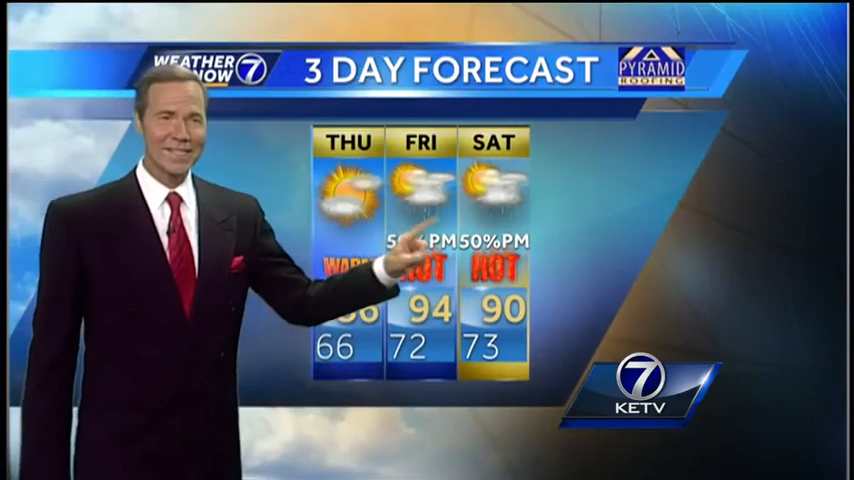 WEATHER
NOW 7
3 DAY FORECAST
PYRAMID
ROOFING
THU FRI SAT
50%PM 50%PM
HOT HOT
94 90
66 72 73
7
KETV